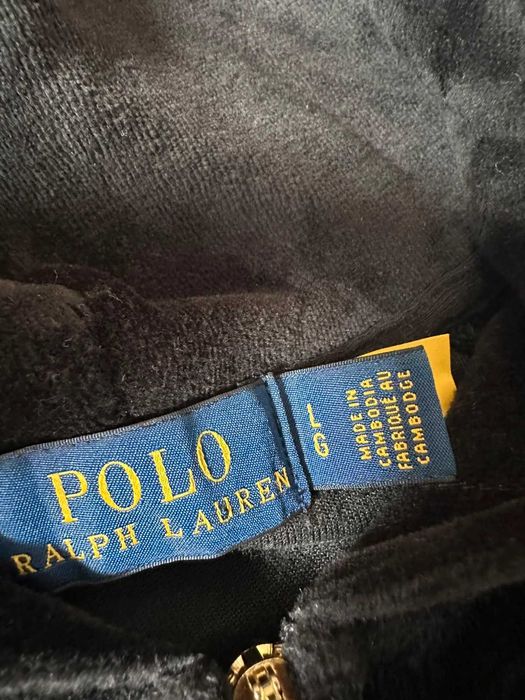 POLO
RALPH LAUREN
L
G
MADE IN
CAMBODIA
FABRIQUÉ AU
CAMBODGE